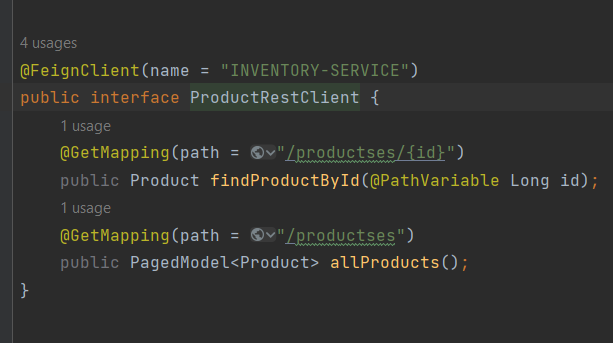 4 usages
@FeignClient(name = "INVENTORY-SERVICE")
public interface ProductRestClient {
1 usage
@GetMapping(path = "/productses/{id}")
public Product findProductById(@PathVariable Long id);
1 usage
@GetMapping(path = "/productses")
public PagedModel<Product> allProducts();
}